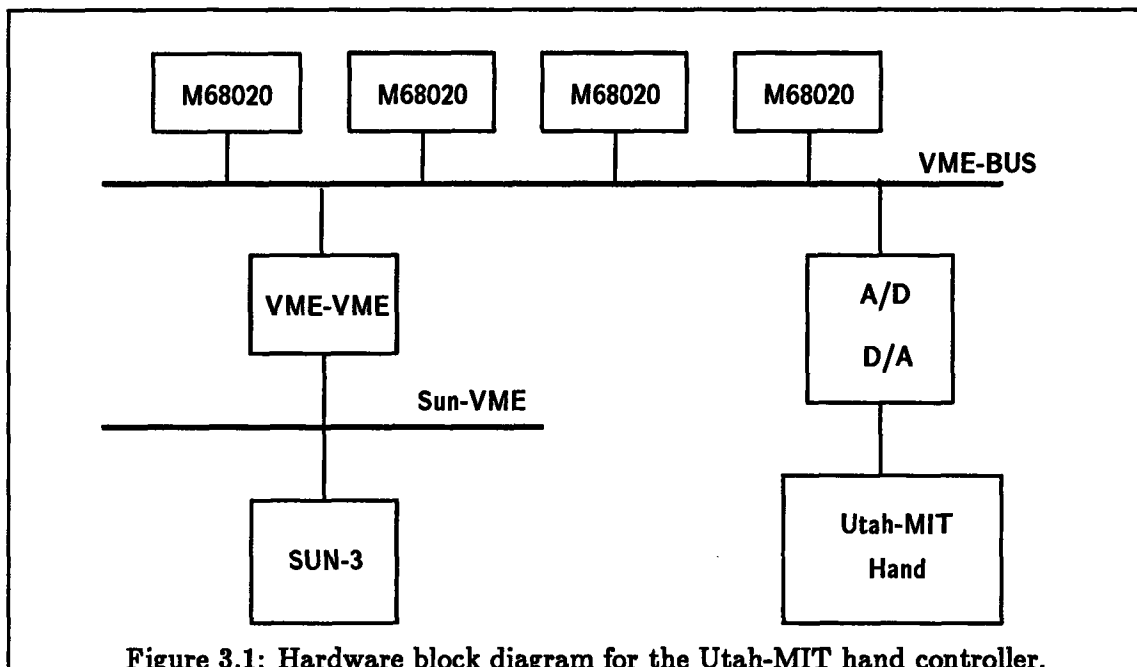 M68020 M68020 M68020 M68020
VME-BUS
VME-VME
A/D
D/A
Sun-VME
SUN-3
Utah-MIT
Hand
Figure 3.1: Hardware block diagram for the Utah-MIT hand controller.